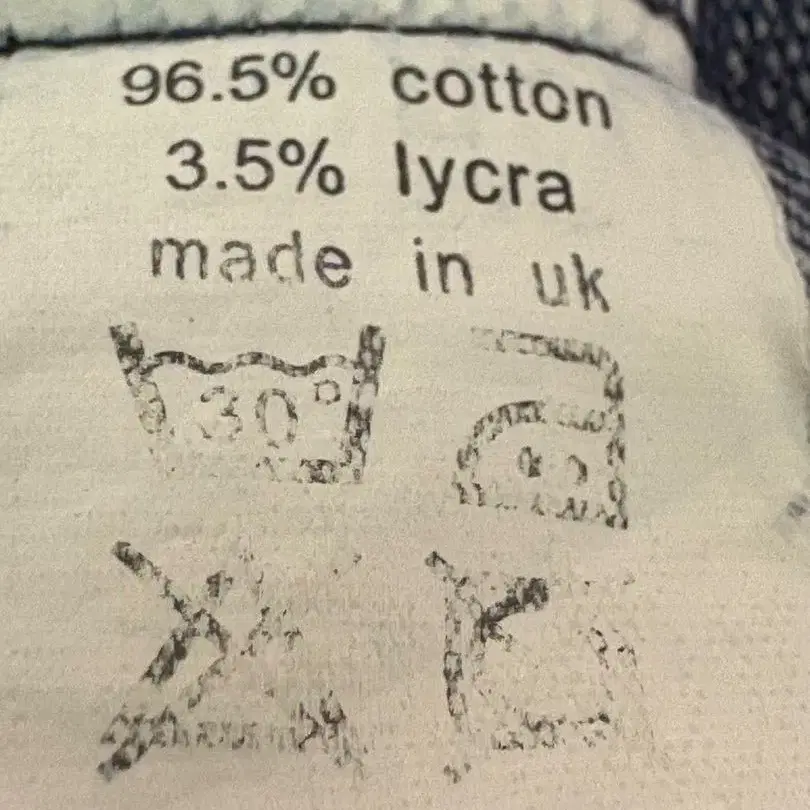 96.5% cotton
3.5% lycra
made in uk
30°